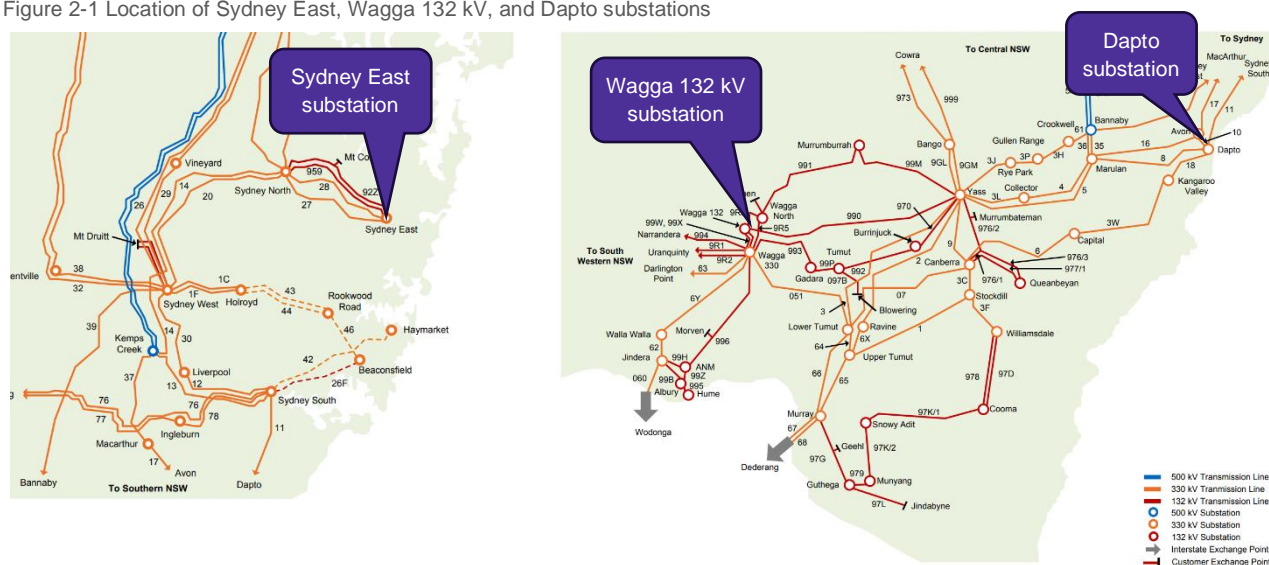 Figure 2-1 Location of Sydney East, Wagga 132 kV, and Dapto substations
Sydney East
substation
Vineyard
Sydney North
959
92Z
28
27
Sydney East
29
14
20
26
Mt Druitt
38
32
Sydney West
1F
1C
Holroyd
43
44
Rookwood
Road
46
Haymarket
Beaconsfield
39
Kemps
Creek
14
30
Liverpool
13
12
42
26F
Sydney South
37
76
77
76
78
Ingleburn
Macarthur
17
Avon
11
Dapto
Bannaby
To Southern NSW
Wagga 132 kV
substation
Dapto
substation
To Central NSW
To Sydney
MacArthur
Sydney
South
Cowra
973
999
Bango
9GL
9GM
Crookwell
61
Bannaby
Gullen Range
3J
3P
3H
Rye Park
36
35
Marulan
16
17
11
Avon
10
Dapto
8
18
Kangaroo
Valley
Murrumburrah
991
99M
Yass
3L
Collector
4
5
3W
Capital
6
Murrumbateman
976/2
976/3
977/1
976/1
Queanbeyan
Wagga
North
Wagga 132
99W, 99X
9R5
Narrandera
994
Uranquinty
9R1
9R2
Darlington
Point
63
To South
Western NSW
Wagga
330
993
990
970
Burrinjuck
Tumut
99P
Gadara
097B
992
Blowering
2
9
Canberra
3C
Stockdill
3F
07
1
051
3
Lower Tumut
Ravine
64
6X
Upper Tumut
Williamsdale
978
97D
Cooma
6Y
Walla Walla
Morven
996
62
Jindera
99H
ANM
99Z
99B
995
060
Albury
Hume
Wodonga
66
65
Murray
67
68
Dederang
97G
Geehl
Snowy Adit
97K/1
97K/2
979
Munyang
Guthega
97L
Jindabyne
500 kV Transmission Line
330 kV Tranmission Line
132 kV Transmission Line
500 kV Substation
330 kV Substation
132 kV Substation
Interstate Exchange Point
Customer Exchange Point